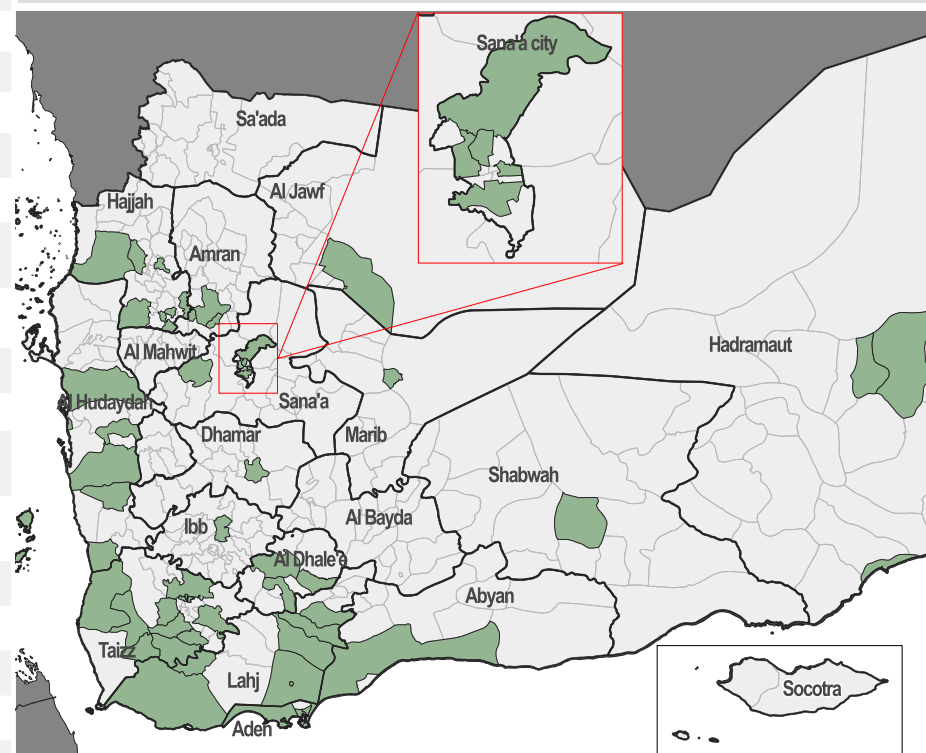 Sana'a city
Sa'ada
Al Jawf
Hajjah
Amran
Hadramaut
Al Mahwit
Al Hudaydah
Sana'a
Dhamar
Marib
Shabwah
Ibb
Al Bayda
Al Dhale'e
Abyan
Taizz
Lahj
Socotra
Aden